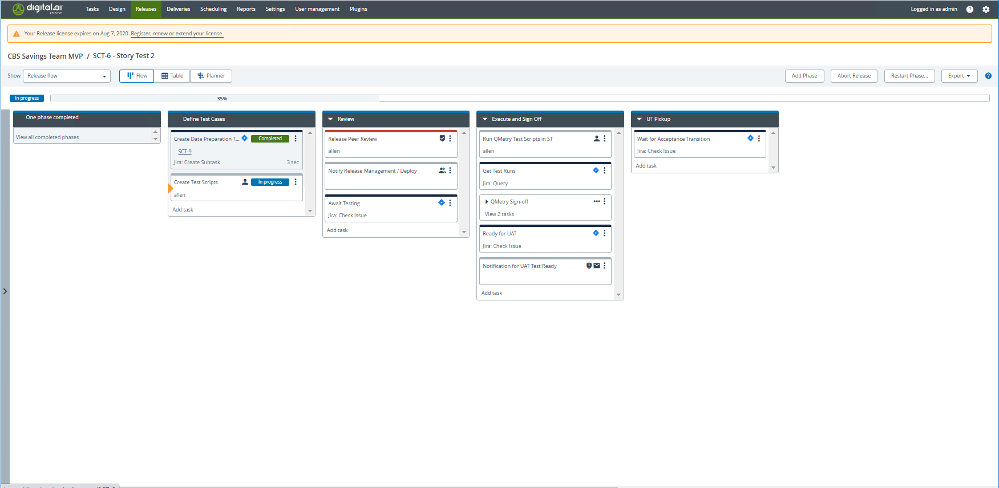 digital.ai
release
Tasks Design Releases Deliveries Scheduling Reports Settings User management Plugins
Logged in as admin
Your Release license expires on Aug 7, 2020. Register, renew or extend your license.
CBS Savings Team MVP / SCT-6 - Story Test 2
Show Release flow Flow Table Planner
Add Phase Abort Release Restart Phase... Export
In progress 35%
One phase completed
View all completed phases
Define Test Cases
Create Data Preparation T... Completed
SCT-9
Jira: Create Subtask 3 sec
Create Test Scripts In progress
allen
Add task
Review
Release Peer Review
allen
Notify Release Management / Deploy
Await Testing
Jira: Check Issue
Add task
Execute and Sign Off
Run QMetry Test Scripts in ST
allen
Get Test Runs
Jira: Query
QMetry Sign-off
View 2 tasks
Ready for UAT
Jira: Check Issue
Notification for UAT Test Ready
Add task
UT Pickup
Wait for Acceptance Transition
Jira: Check Issue
Add task